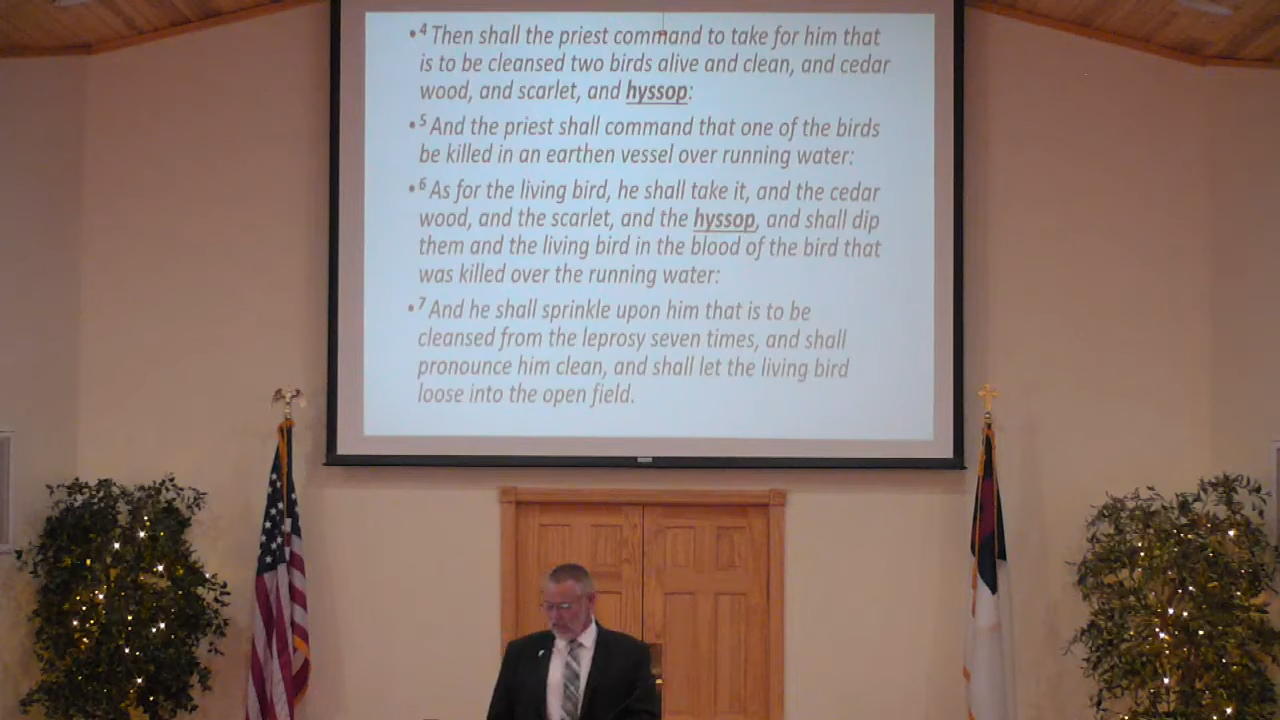 •⁴ Then shall the priest command to take for him that
is to be cleansed two birds alive and clean, and cedar
wood, and scarlet, and hyssop:
•⁵ And the priest shall command that one of the birds
be killed in an earthen vessel over running water:
•⁶ As for the living bird, he shall take it, and the cedar
wood, and the scarlet, and the hyssop, and shall dip
them and the living bird in the blood of the bird that
was killed over the running water:
•⁷ And he shall sprinkle upon him that is to be
cleansed from the leprosy seven times, and shall
pronounce him clean, and shall let the living bird
loose into the open field.